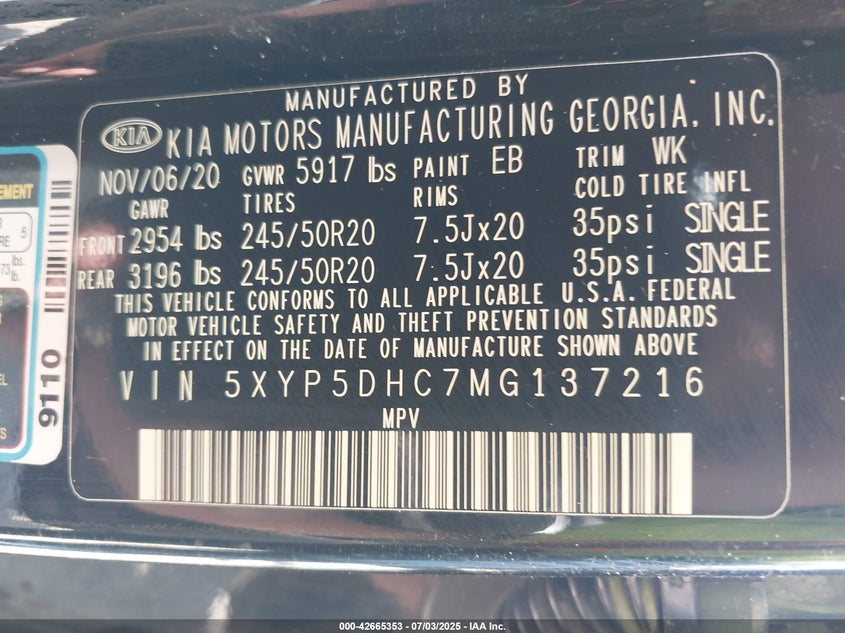 MANUFACTURED BY
KIA KIA MOTORS MANUFACTURING GEORGIA, INC.
NOV/06/20 GVWR 5917 lbs PAINT EB TRIM WK
GAWR TIRES RIMS COLD TIRE INFL
FRONT 2954 lbs 245/50R20 7.5Jx20 35psi SINGLE
REAR 3196 lbs 245/50R20 7.5Jx20 35psi SINGLE
THIS VEHICLE CONFORMS TO ALL APPLICABLE U.S.A. FEDERAL
MOTOR VEHICLE SAFETY AND THEFT PREVENTION STANDARDS
IN EFFECT ON THE DATE OF MANUFACTURE SHOWN ABOVE
VIN 5XYP5DHC7MG137216
MPV
5
lbs.
lb.
9110
000-42665353 - 07/03/2025 - IAA Inc.